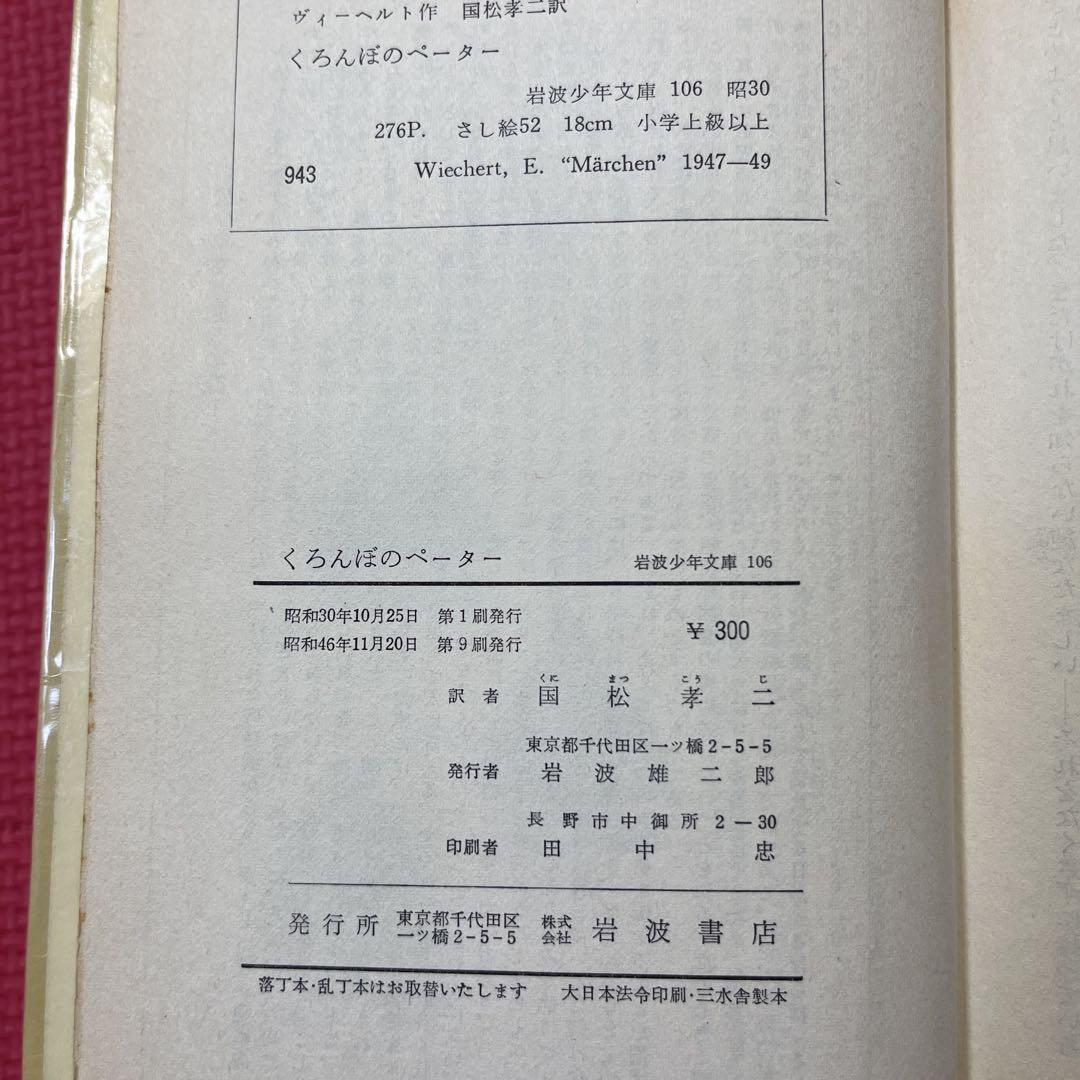 ヴィーヘルト作 国松孝二訳
くろんぼのペーター
岩波少年文庫 106 昭30
276P. さし絵52 18cm 小学上級以上
943 Wiechert, E. “Märchen” 1947—49
くろんぼのペーター 岩波少年文庫 106
昭和30年10月25日 第1刷発行
昭和46年11月20日 第9刷発行
¥ 300
くに まつ こう じ
訳者 国松孝二
東京都千代田区一ッ橋2-5-5
発行者 岩波雄二郎
長野市中御所2—30
印刷者 田中忠
発行所 東京都千代田区一ッ橋2-5-5 株式会社 岩波書店
落丁本・乱丁本はお取替いたします 大日本法令印刷・三水舎製本